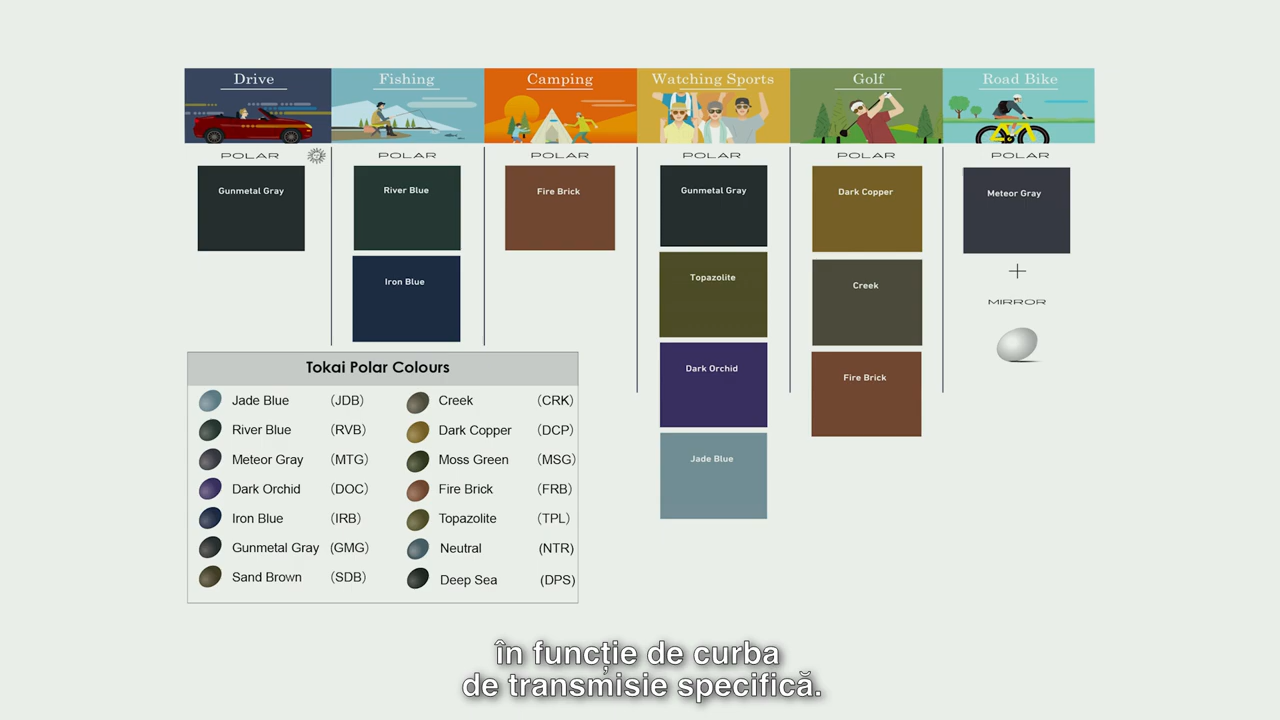 Drive
Fishing
Camping
Watching Sports
Golf
Road Bike
POLAR
POLAR
POLAR
POLAR
POLAR
POLAR
Gunmetal Gray
River Blue
Iron Blue
Fire Brick
Gunmetal Gray
Topazolite
Dark Orchid
Jade Blue
Dark Copper
Creek
Fire Brick
Meteor Gray
+
MIRROR
Tokai Polar Colours
Jade Blue (JDB) Creek (CRK)
River Blue (RVB) Dark Copper (DCP)
Meteor Gray (MTG) Moss Green (MSG)
Dark Orchid (DOC) Fire Brick (FRB)
Iron Blue (IRB) Topazolite (TPL)
Gunmetal Gray (GMG) Neutral (NTR)
Sand Brown (SDB) Deep Sea (DPS)
în funcție de curba
de transmisie specifică.